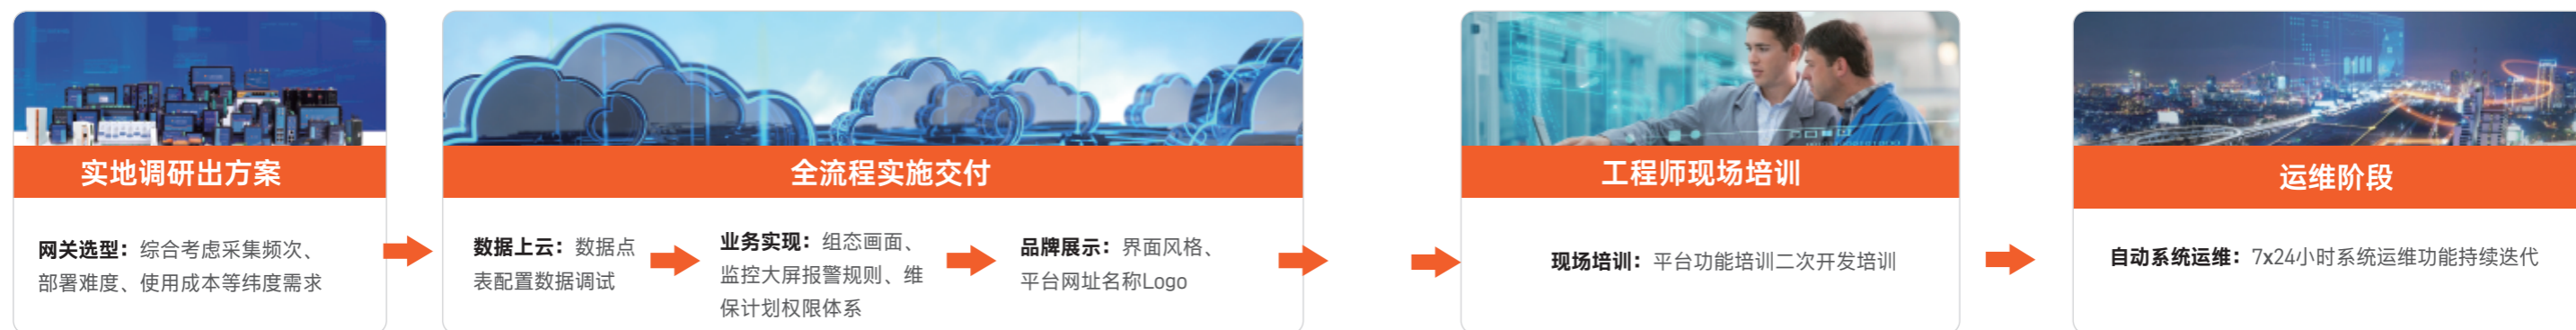 实地调研出方案
网关选型：综合考虑采集频次、
部署难度、使用成本等纬度需求
全流程实施交付
数据上云：数据点
表配置数据调试
业务实现：组态画面、
监控大屏报警规则、维
保计划权限体系
品牌展示：界面风格、
平台网址名称Logo
工程师现场培训
现场培训：平台功能培训二次开发培训
运维阶段
自动系统运维：7x24小时系统运维功能持续迭代